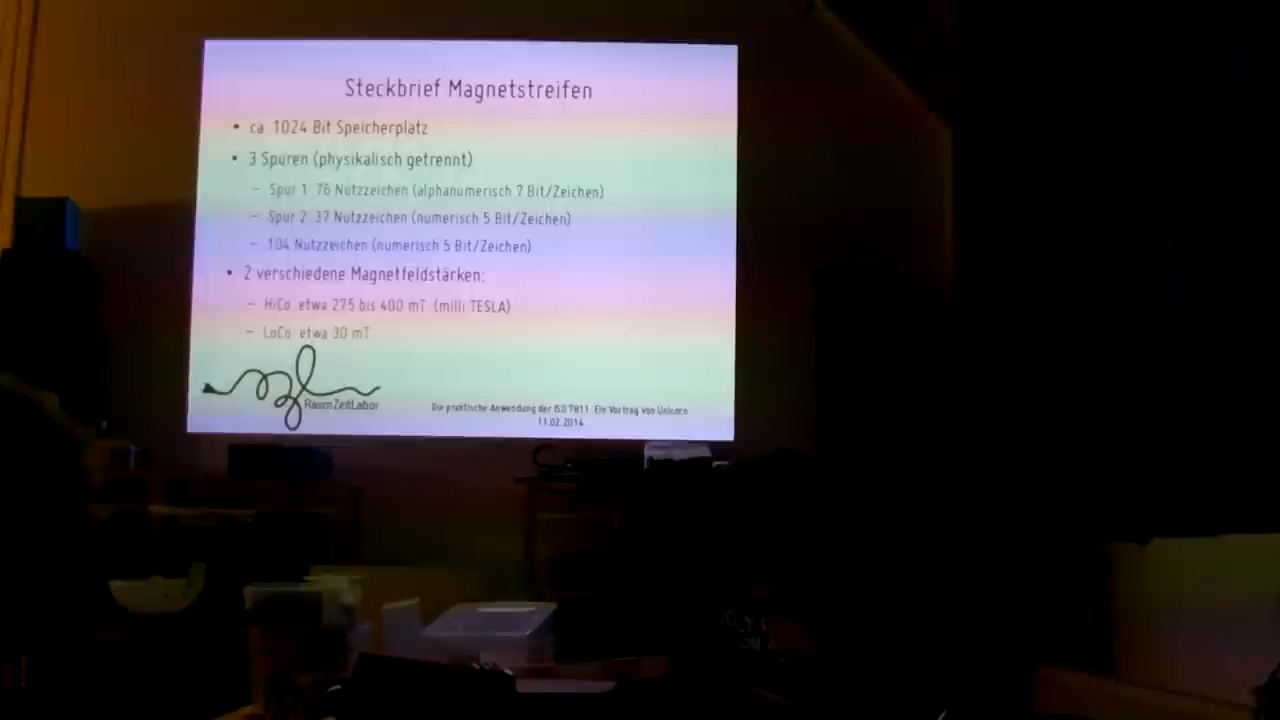 Steckbrief Magnetstreifen
• ca. 1024 Bit Speicherplatz
• 3 Spuren (physikalisch getrennt)
– Spur 1: 76 Nutzzeichen (alphanumerisch 7 Bit/Zeichen)
– Spur 2: 37 Nutzzeichen (numerisch 5 Bit/Zeichen)
– 104 Nutzzeichen (numerisch 5 Bit/Zeichen)
• 2 verschiedene Magnetfeldstärken:
– HiCo: etwa 275 bis 400 mT (milli TESLA)
– LoCo: etwa 30 mT
RaumZeitLabor
Die praktische Anwendung der ISO 7811. Ein Vortrag von Unicorn
11.02.2014